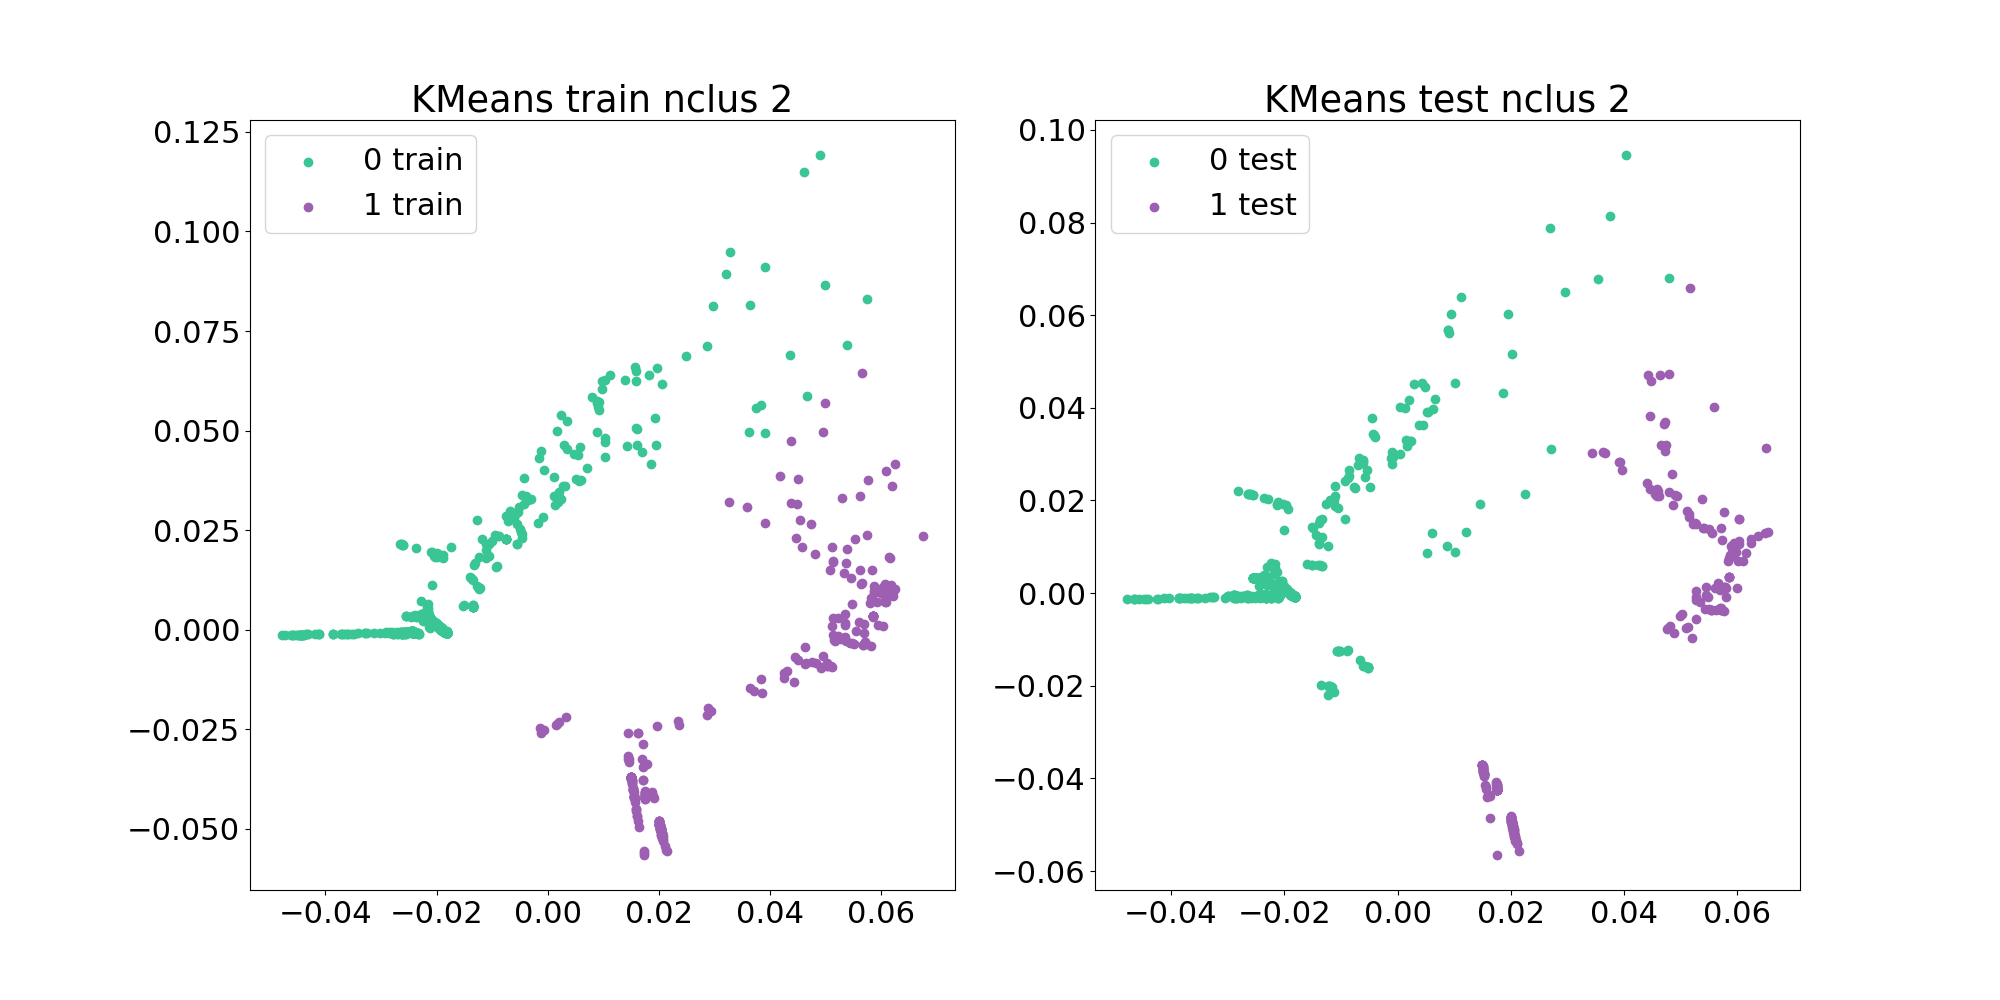 KMeans train nclus 2
0 train
1 train
0.125
0.100
0.075
0.050
0.025
0.000
−0.025
−0.050
−0.04 −0.02 0.00 0.02 0.04 0.06
KMeans test nclus 2
0 test
1 test
0.10
0.08
0.06
0.04
0.02
0.00
−0.02
−0.04
−0.06
−0.04 −0.02 0.00 0.02 0.04 0.06